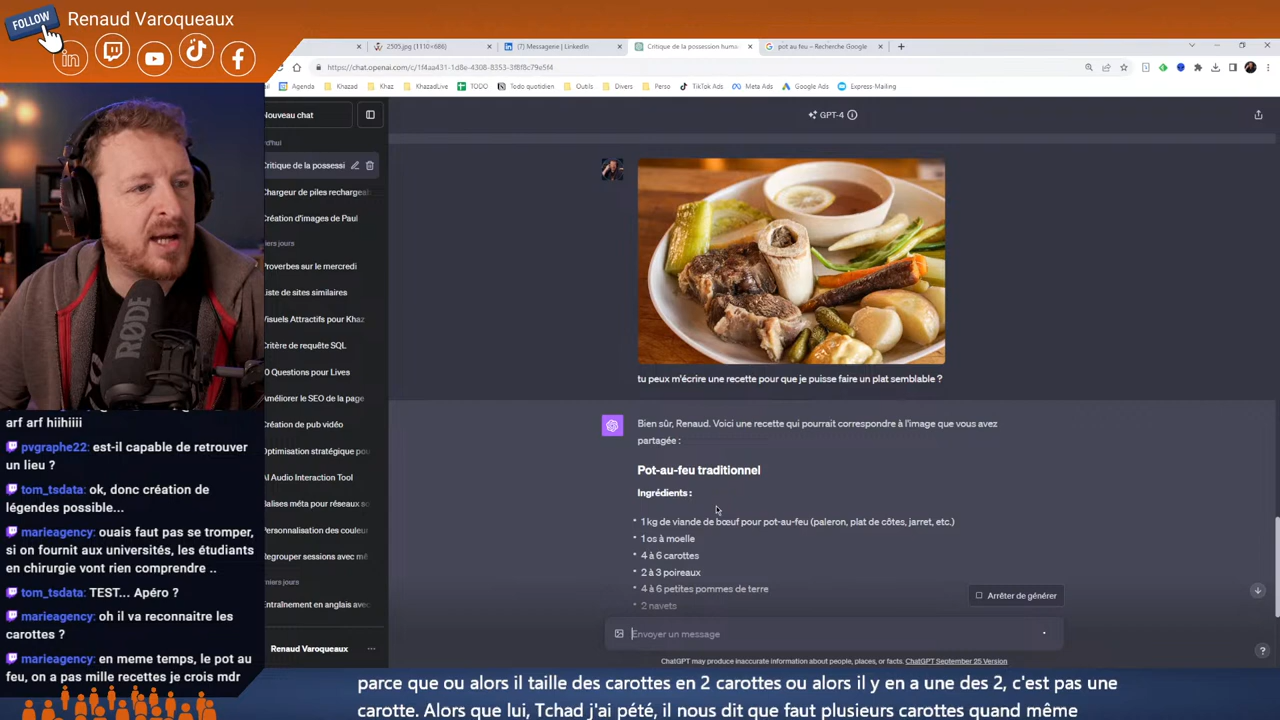 FOLLOW
Renaud Varoqueaux
2505.jpg (1110×686)
(7) Messagerie | LinkedIn
Critique de la possession huma
pot au feu – Recherche Google
https://chat.openai.com/c/1f4aa431-1d8e-4308-8353-3f8f8c79e5f4
Agenda
Khazad
Khaz
KhazadLive
TODO
Todo quotidien
Outils
Divers
Perso
TikTok Ads
Meta Ads
Google Ads
Express-Mailing
Nouveau chat
GPT-4
rd'hui
Critique de la possessi
Chargeur de piles rechargea
Création d'images de Paul
niers jours
Proverbes sur le mercredi
Liste de sites similaires
Visuels Attractifs pour Khaz
Critère de requête SQL
0 Questions pour Lives
Améliorer le SEO de la page
Création de pub vidéo
Optimisation stratégique pou
AI Audio Interaction Tool
Balises méta pour réseaux so
Personnalisation des couleu
Regrouper sessions avec mê
miers jours
Entraînement en anglais avec
Renaud Varoqueaux
RØDE
tu peux m'écrire une recette pour que je puisse faire un plat semblable ?
Bien sûr, Renaud. Voici une recette qui pourrait correspondre à l'image que vous avez
partagée :
Pot-au-feu traditionnel
Ingrédients :
• 1 kg de viande de bœuf pour pot-au-feu (paleron, plat de côtes, jarret, etc.)
• 1 os à moelle
• 4 à 6 carottes
• 2 à 3 poireaux
• 4 à 6 petites pommes de terre
• 2 navets
Arrêter de générer
Envoyer un message
ChatGPT may produce inaccurate information about people, places, or facts. ChatGPT September 25 Version
arf arf hiihiiii
pvgraphe22: est-il capable de retrouver
un lieu ?
tom_tsdata: ok, donc création de
légendes possible...
marieagency: ouais faut pas se tromper,
si on fournit aux universités, les étudiants
en chirurgie vont rien comprendre ..
tom_tsdata: TEST... Apéro ?
marieagency: oh il va reconnaitre les
carottes ?
marieagency: en meme temps, le pot au
feu, on a pas mille recettes je crois mdr
parce que ou alors il taille des carottes en 2 carottes ou alors il y en a une des 2, c'est pas une
carotte. Alors que lui, Tchad j'ai pété, il nous dit que faut plusieurs carottes quand même